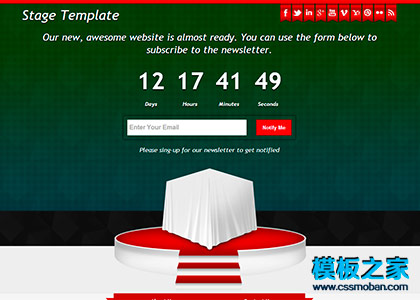 Stage Template
Our new, awesome website is almost ready. You can use the form below to
subscribe to the newsletter.
12 17 41 49
Days Hours Minutes Seconds
Enter Your Email Notify Me
Please sing-up for our newsletter to get notified
模板之家
www.cssmoban.com